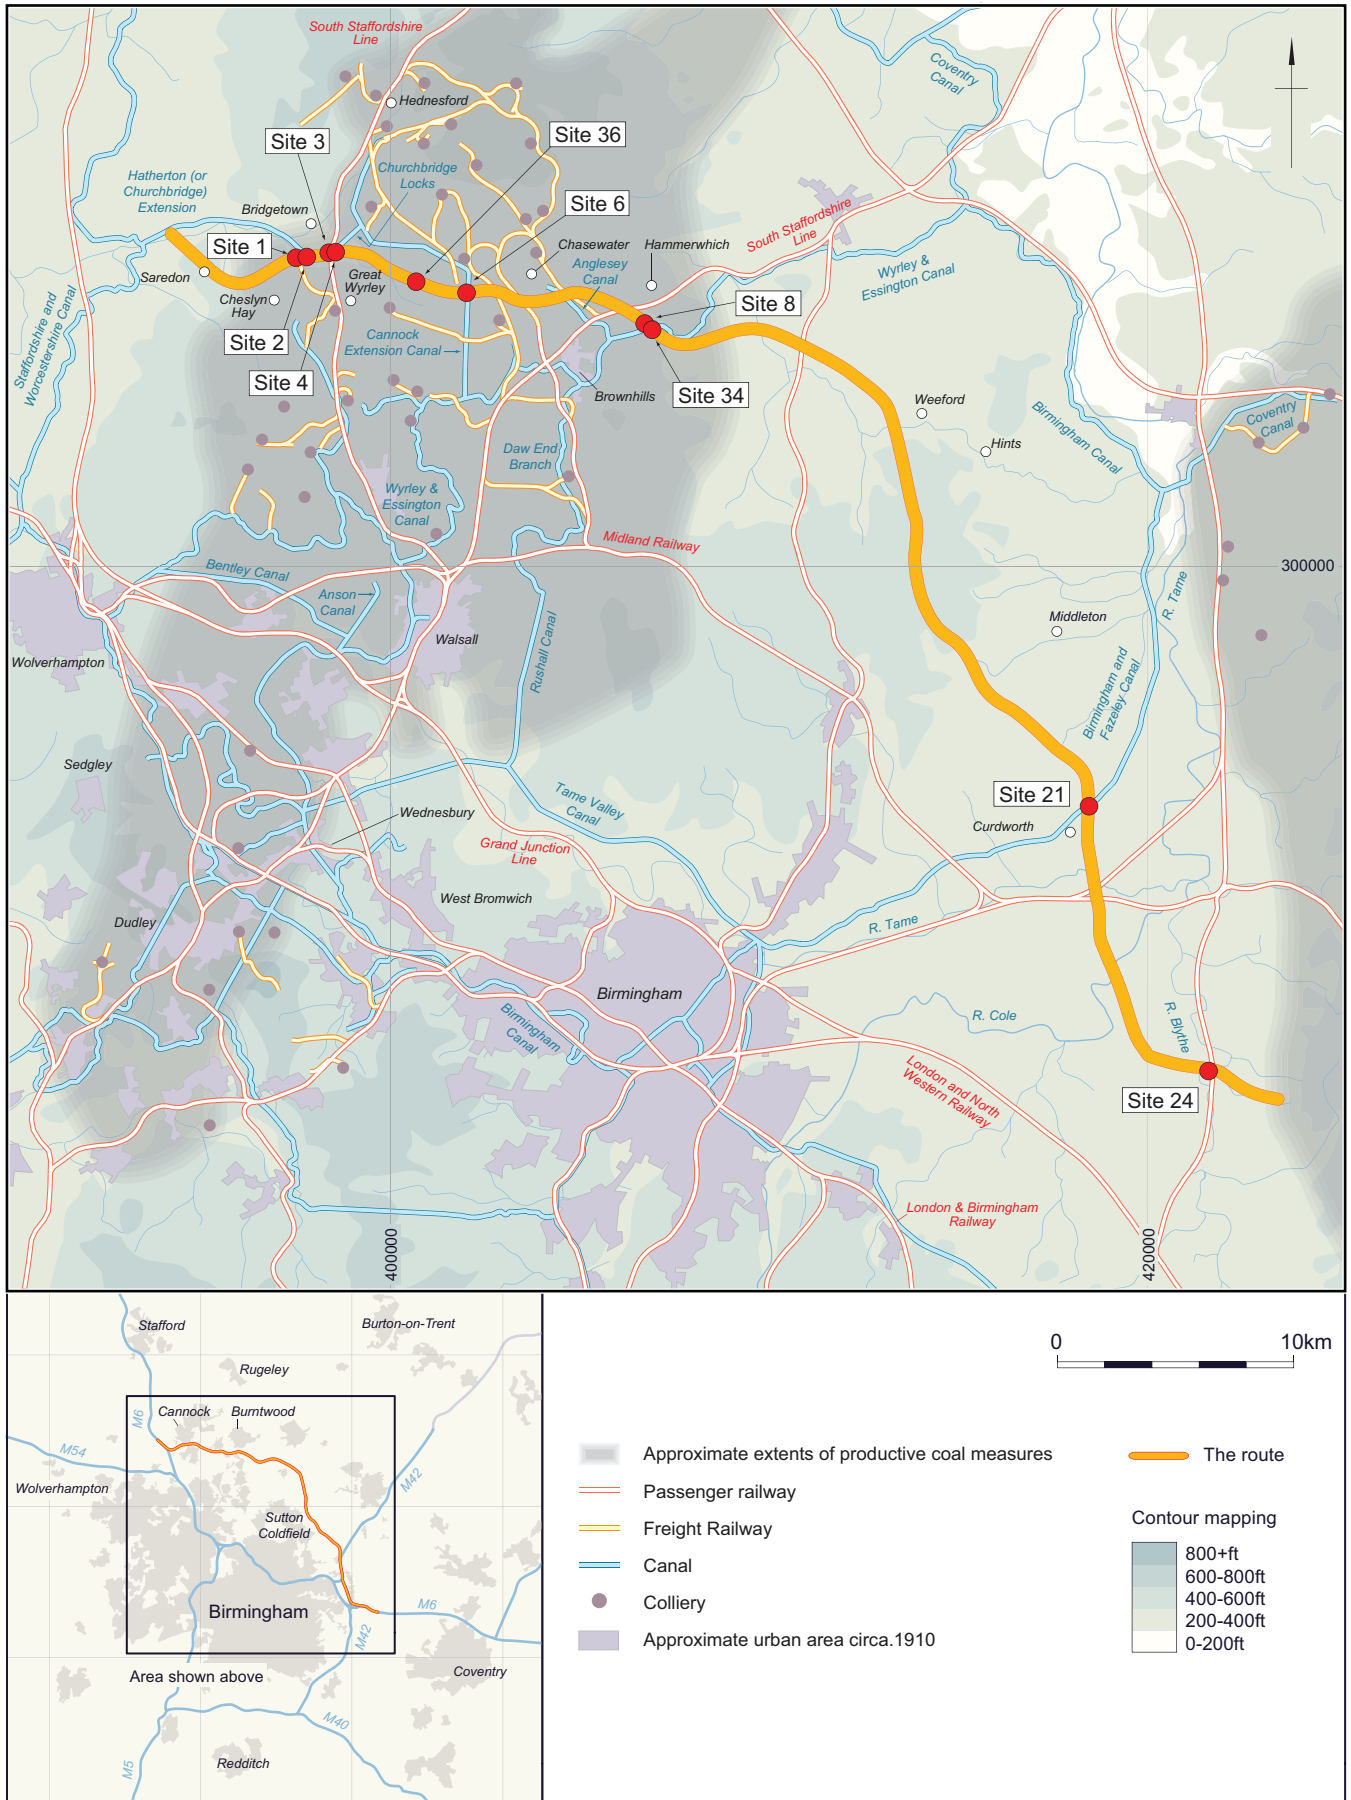 South Staffordshire
Line
Coventry
Canal
Hednesford
Site 3
Site 36
Churchbridge
Locks
Hatherton (or
Churchbridge)
Extension
Site 6
Bridgetown
South Staffordshire
Line
Site 1
Chasewater
Hammerwhich
Anglesey
Canal
Wyrley &
Essington Canal
Saredon
Great
Wyrley
Cheslyn
Hay
Site 8
Staffordshire and
Worcestershire Canal
Site 2
Cannock
Extension Canal
Site 4
Brownhills
Site 34
Weeford
Birmingham Canal
Coventry
Canal
Hints
Daw End
Branch
Wyrley &
Essington
Canal
Midland Railway
300000
Bentley Canal
Anson
Canal
R. Tame
Middleton
Walsall
Rushall Canal
Wolverhampton
Birmingham and
Fazeley Canal
Sedgley
Site 21
Tame Valley
Canal
Wednesbury
Curdworth
Grand Junction
Line
West Bromwich
Dudley
R. Tame
Birmingham
R. Cole
R. Blythe
Birmingham
Canal
London and North
Western Railway
Site 24
London & Birmingham
Railway
400000
420000
Stafford
Burton-on-Trent
Rugeley
Cannock
Burntwood
M6
M54
M42
Wolverhampton
Sutton
Coldfield
Birmingham
M6
M42
Coventry
Area shown above
M40
M5
Redditch
0
10km
Approximate extents of productive coal measures
The route
Passenger railway
Freight Railway
Canal
Colliery
Approximate urban area circa.1910
Contour mapping
800+ft
600-800ft
400-600ft
200-400ft
0-200ft